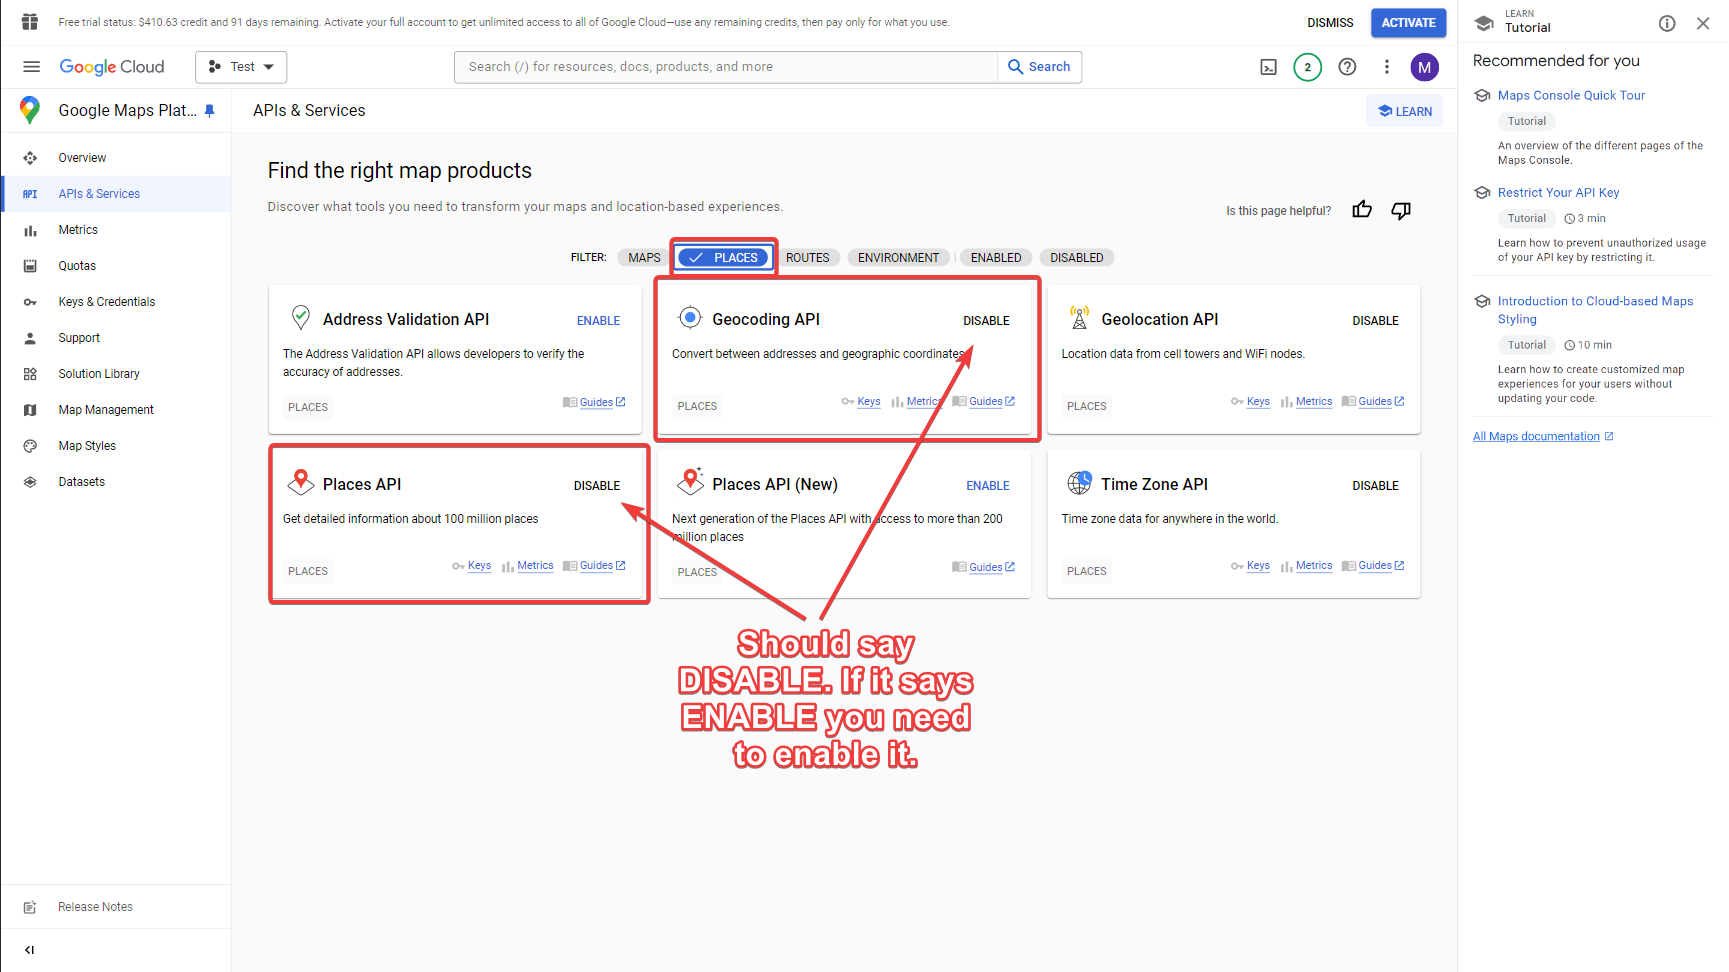 Free trial status: $410.63 credit and 91 days remaining. Activate your full account to get unlimited access to all of Google Cloud—use any remaining credits, then pay only for what you use.
DISMISS
ACTIVATE
Google Cloud
Test
Search (/) for resources, docs, products, and more
Search
2
M
Google Maps Plat...
APIs & Services
LEARN
Overview
API APIs & Services
Metrics
Quotas
Keys & Credentials
Support
Solution Library
Map Management
Map Styles
Datasets
Release Notes
Find the right map products
Discover what tools you need to transform your maps and location-based experiences.
Is this page helpful?
FILTER: MAPS PLACES ROUTES ENVIRONMENT ENABLED DISABLED
Address Validation API
ENABLE
The Address Validation API allows developers to verify the
accuracy of addresses.
PLACES
Guides
Geocoding API
DISABLE
Convert between addresses and geographic coordinates
PLACES
Keys Metrics Guides
Geolocation API
DISABLE
Location data from cell towers and WiFi nodes.
PLACES
Keys Metrics Guides
Places API
DISABLE
Get detailed information about 100 million places
PLACES
Keys Metrics Guides
Places API (New)
ENABLE
Next generation of the Places API with access to more than 200
million places
PLACES
Guides
Time Zone API
DISABLE
Time zone data for anywhere in the world.
PLACES
Keys Metrics Guides
Should say
DISABLE. If it says
ENABLE you need
to enable it.
LEARN
Tutorial
Recommended for you
Maps Console Quick Tour
Tutorial
An overview of the different pages of the
Maps Console.
Restrict Your API Key
Tutorial 3 min
Learn how to prevent unauthorized usage
of your API key by restricting it.
Introduction to Cloud-based Maps
Styling
Tutorial 10 min
Learn how to create customized map
experiences for your users without
updating your code.
All Maps documentation